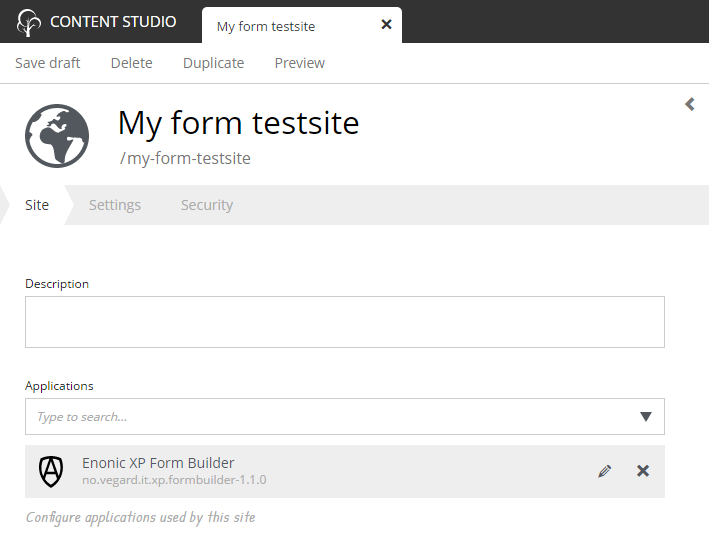 CONTENT STUDIO
My form testsite
Save draft Delete Duplicate Preview
My form testsite
/my-form-testsite
Site Settings Security
Description
Applications
Type to search...
Enonic XP Form Builder
no.vegard.it.xp.formbuilder-1.1.0
Configure applications used by this site